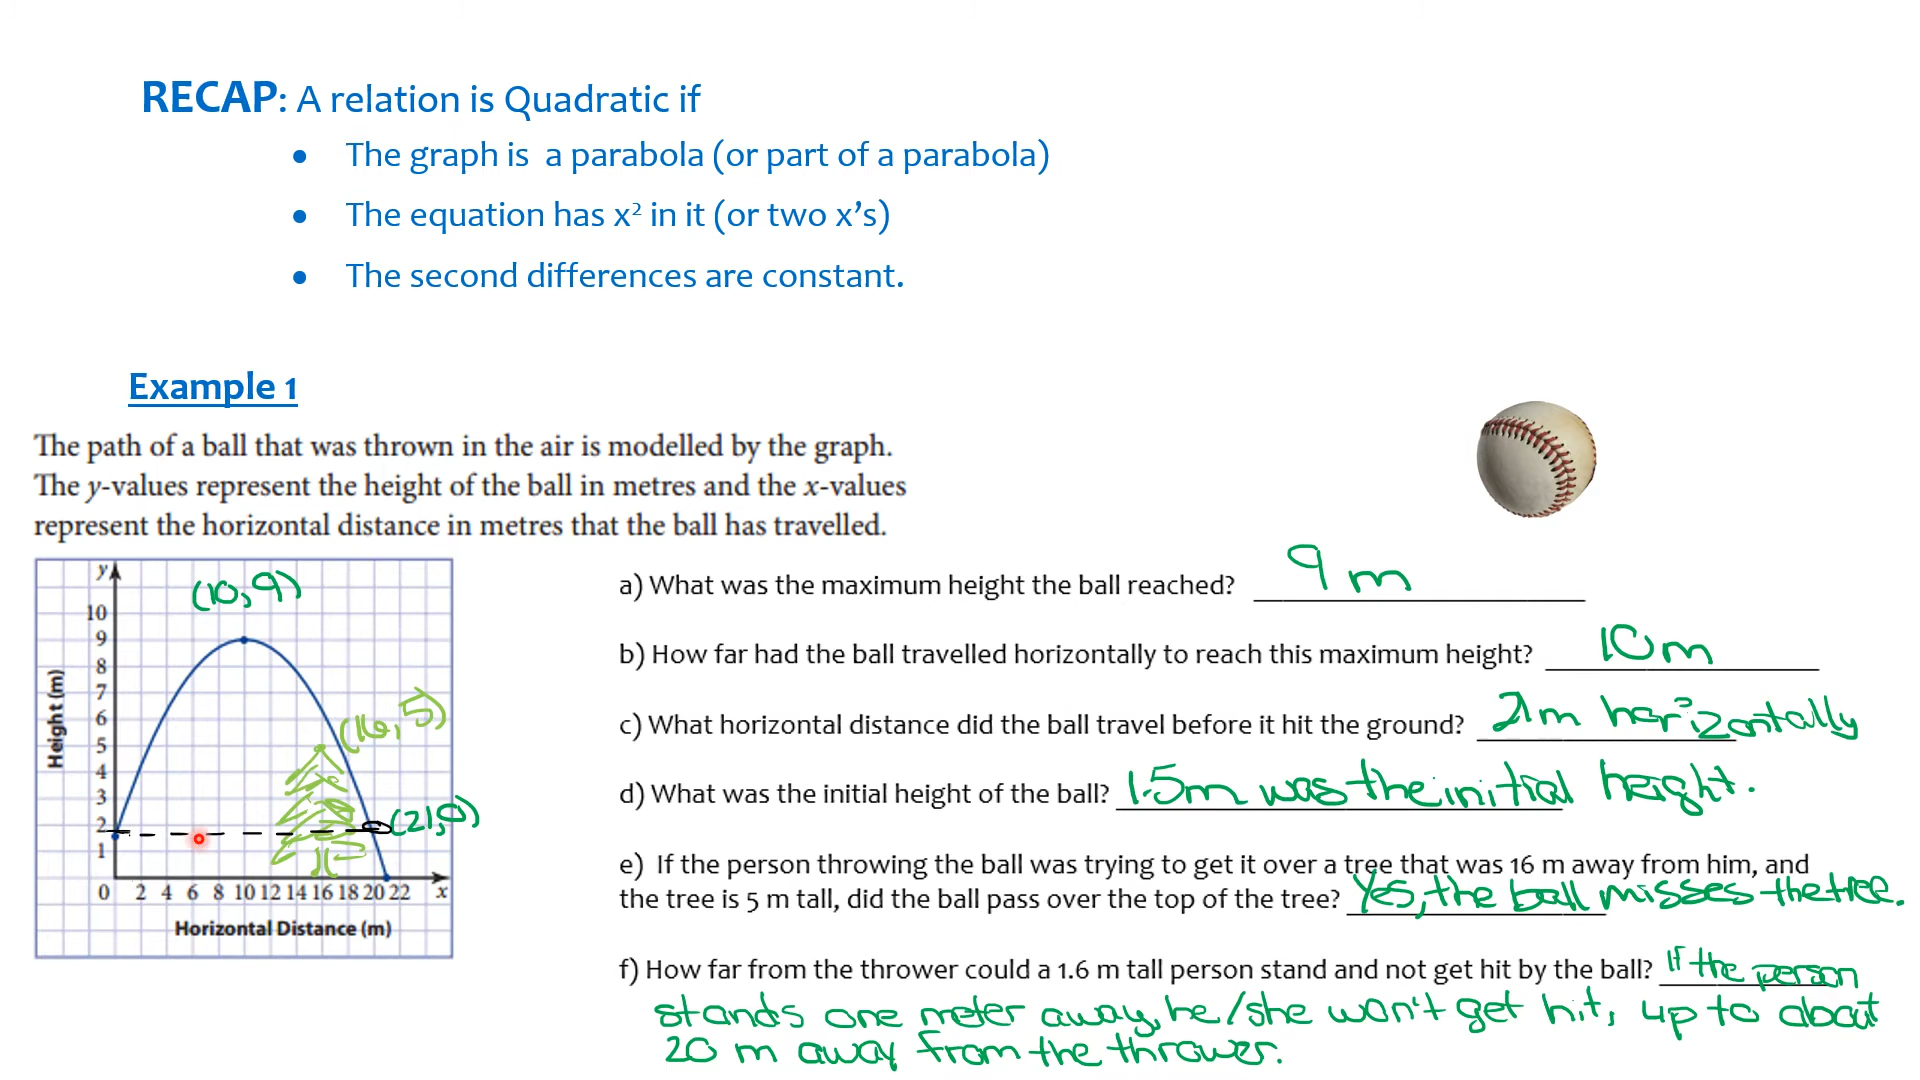 RECAP: A relation is Quadratic if
• The graph is a parabola (or part of a parabola)
• The equation has x² in it (or two x's)
• The second differences are constant.
Example 1
The path of a ball that was thrown in the air is modelled by the graph.
The y-values represent the height of the ball in metres and the x-values
represent the horizontal distance in metres that the ball has travelled.
y
(10, 9)
10
9
8
7
6
5
4
3
2
1
Height (m)
(16, 5)
(21, 0)
0 2 4 6 8 10 12 14 16 18 20 22 x
Horizontal Distance (m)
a) What was the maximum height the ball reached? 9 m
b) How far had the ball travelled horizontally to reach this maximum height? 10 m
c) What horizontal distance did the ball travel before it hit the ground? 21 m horizontally
d) What was the initial height of the ball? 1.5m was the initial height.
e) If the person throwing the ball was trying to get it over a tree that was 16 m away from him, and
the tree is 5 m tall, did the ball pass over the top of the tree? Yes, the ball misses the tree.
f) How far from the thrower could a 1.6 m tall person stand and not get hit by the ball? If the person
stands one meter away, he/she won't get hit, up to about
20 m away from the thrower.